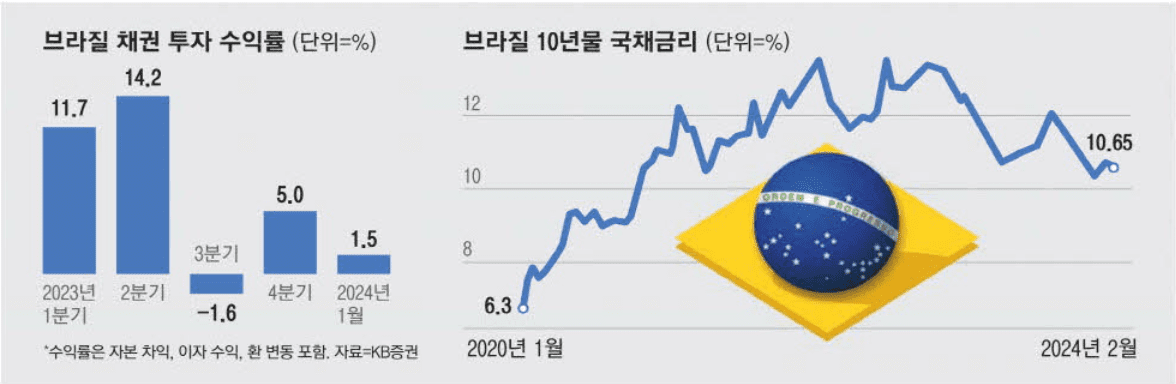 브라질 채권 투자 수익률 (단위=%)
11.7
14.2
3분기
-1.6
5.0
1.5
2023년
1분기
2분기
4분기
2024년
1월
*수익률은 자본 차익, 이자 수익, 환 변동 포함. 자료=KB증권
브라질 10년물 국채금리 (단위=%)
12
10
8
6.3
10.65
ORDEM E PROGRESSO
2020년 1월
2024년 2월